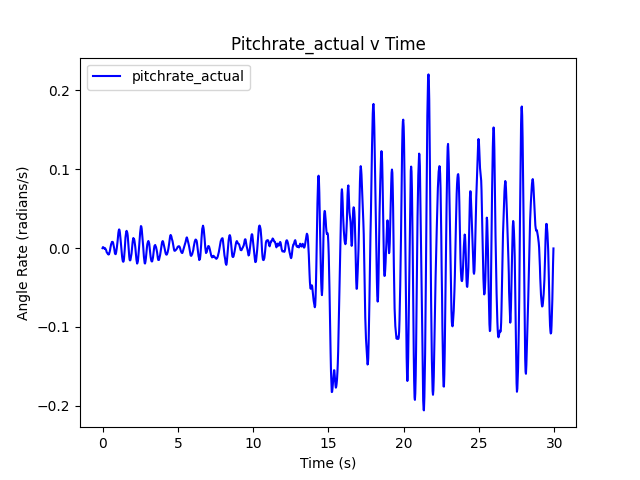 Pitchrate_actual v Time
pitchrate_actual
Angle Rate (radians/s)
0.2
0.1
0.0
−0.1
−0.2
0 5 10 15 20 25 30
Time (s)